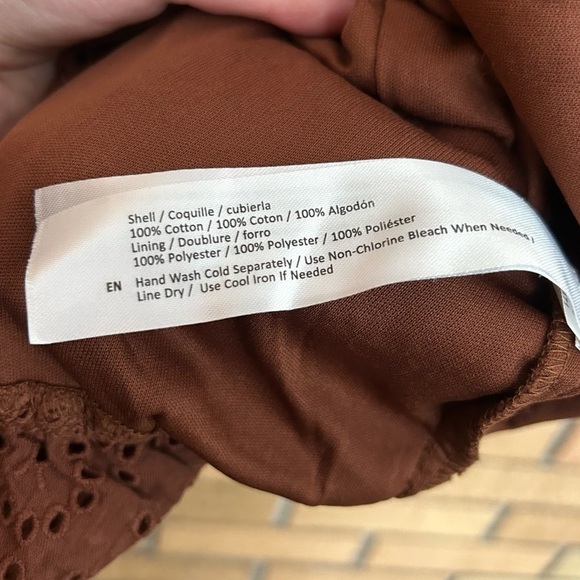 Shell / Coquille / cubierla
100% Cotton / 100% Coton / 100% Algodón
Lining / Doublure / forro
100% Polyester / 100% Polyester / 100% Poliéster
EN Hand Wash Cold Separately / Use Non-Chlorine Bleach When Needed /
Line Dry / Use Cool Iron If Needed